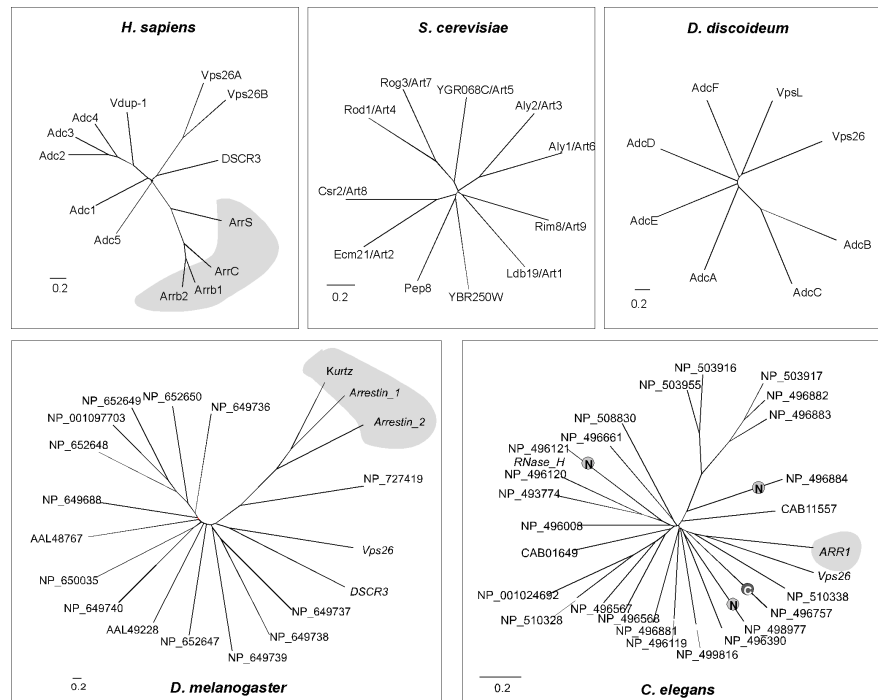 H. sapiens
Vps26A
Vps26B
Vdup-1
Adc4
Adc3
Adc2
DSCR3
Adc1
Adc5
ArrS
ArrC
Arrb1
Arrb2
0.2
S. cerevisiae
Rog3/Art7
YGR068C/Art5
Rod1/Art4
Aly2/Art3
Aly1/Art6
Csr2/Art8
Rim8/Art9
Ecm21/Art2
Ldb19/Art1
Pep8
YBR250W
0.2
D. discoideum
AdcF
VpsL
AdcD
Vps26
AdcE
AdcB
AdcA
AdcC
0.2
Kurtz
Arrestin_1
Arrestin_2
NP_652650
NP_652649
NP_649736
NP_001097703
NP_652648
NP_727419
NP_649688
AAL48767
Vps26
NP_650035
DSCR3
NP_649740
NP_649737
AAL49228
NP_649738
NP_652647
NP_649739
0.2
D. melanogaster
NP_503916
NP_503955
NP_503917
NP_496882
NP_496883
NP_508830
NP_496661
NP_496121
RNase_H
N
NP_496120
NP_493774
N
NP_496884
CAB11557
NP_496008
CAB01649
ARR1
Vps26
NP_510338
C
NP_496757
N
NP_001024692
NP_510328
NP_496567
NP_496568
NP_496881
NP_496119
NP_498977
NP_496390
NP_499816
0.2
C. elegans